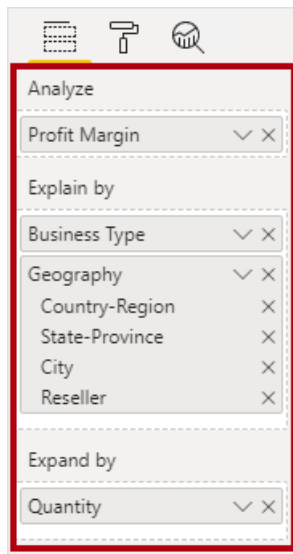 Analyze
Profit Margin
Explain by
Business Type
Geography
Country-Region
State-Province
City
Reseller
Expand by
Quantity